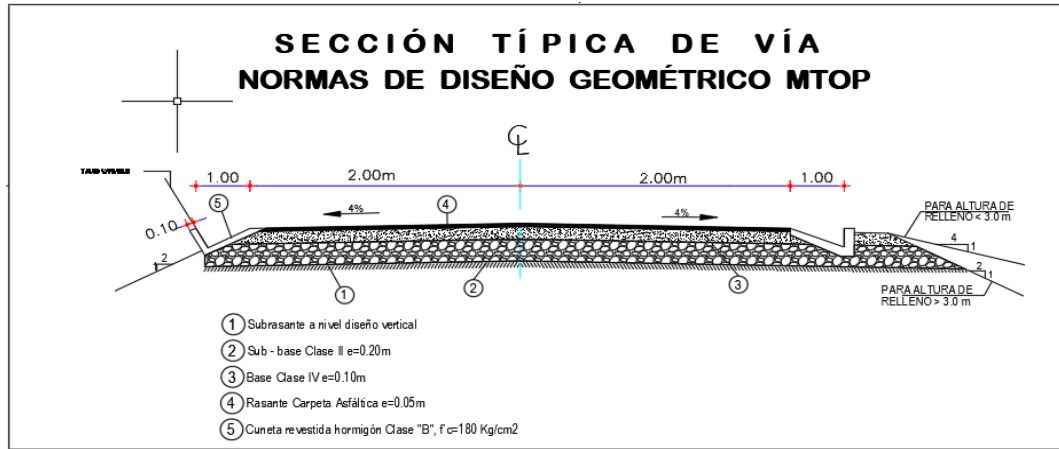 SECCIÓN TÍPICA DE VÍA
NORMAS DE DISEÑO GEOMÉTRICO MTOP
CL
1.00
2.00m
2.00m
1.00
5
4%
4
4%
0.10
2
PARA ALTURA DE
RELLENO < 3.0 m
4
1
2
1
PARA ALTURA DE
RELLENO > 3.0 m
1
2
3
1 Subrasante a nivel diseño vertical
2 Sub - base Clase II e=0.20m
3 Base Clase IV e=0.10m
4 Rasante Carpeta Asfáltica e=0.05m
5 Cuneta revestida hormigón Clase "B", f'c=180 Kg/cm2